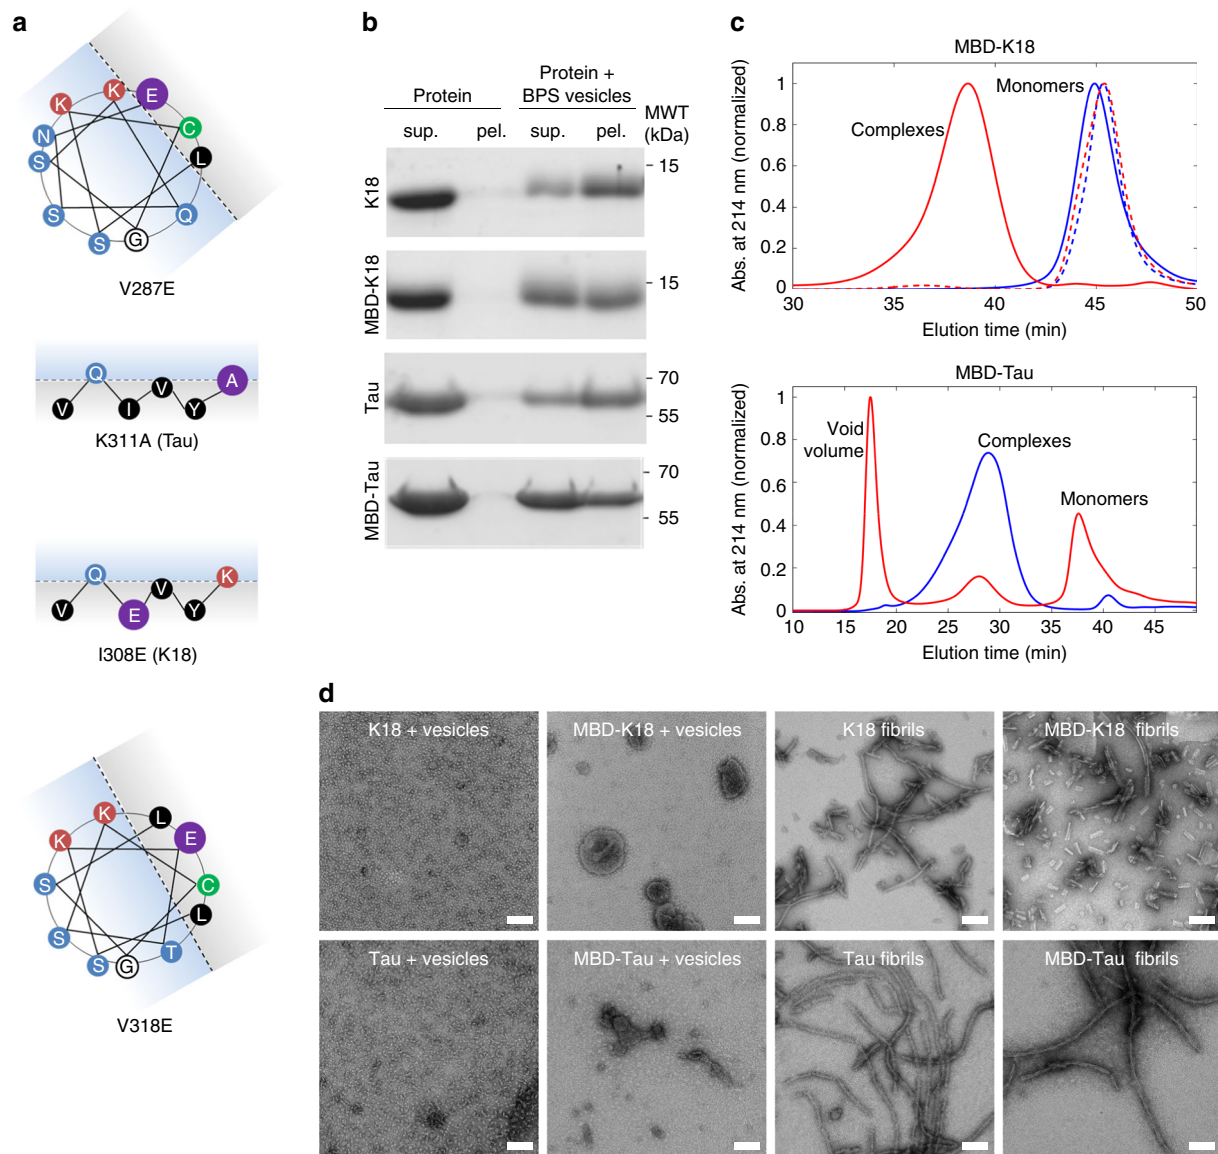 a
K
K
E
N
C
S
L
S
Q
S
G
V287E
Q
V
A
V
I
Y
K311A (Tau)
Q
V
K
V
E
Y
I308E (K18)
K
L
K
E
S
C
L
S
T
S
G
V318E
b
Protein
Protein +
BPS vesicles
MWT
(kDa)
sup.
pel.
sup.
pel.
K18
15
MBD-K18
15
Tau
70
55
MBD-Tau
70
55
c
MBD-K18
Abs. at 214 nm (normalized)
1
0.8
0.6
0.4
0.2
0
Complexes
Monomers
30 35 40 45 50
Elution time (min)
MBD-Tau
Abs. at 214 nm (normalized)
1
0.8
0.6
0.4
0.2
0
Void
volume
Complexes
Monomers
10 15 20 25 30 35 40 45
Elution time (min)
d
K18 + vesicles
MBD-K18 + vesicles
K18 fibrils
MBD-K18 fibrils
Tau + vesicles
MBD-Tau + vesicles
Tau fibrils
MBD-Tau fibrils